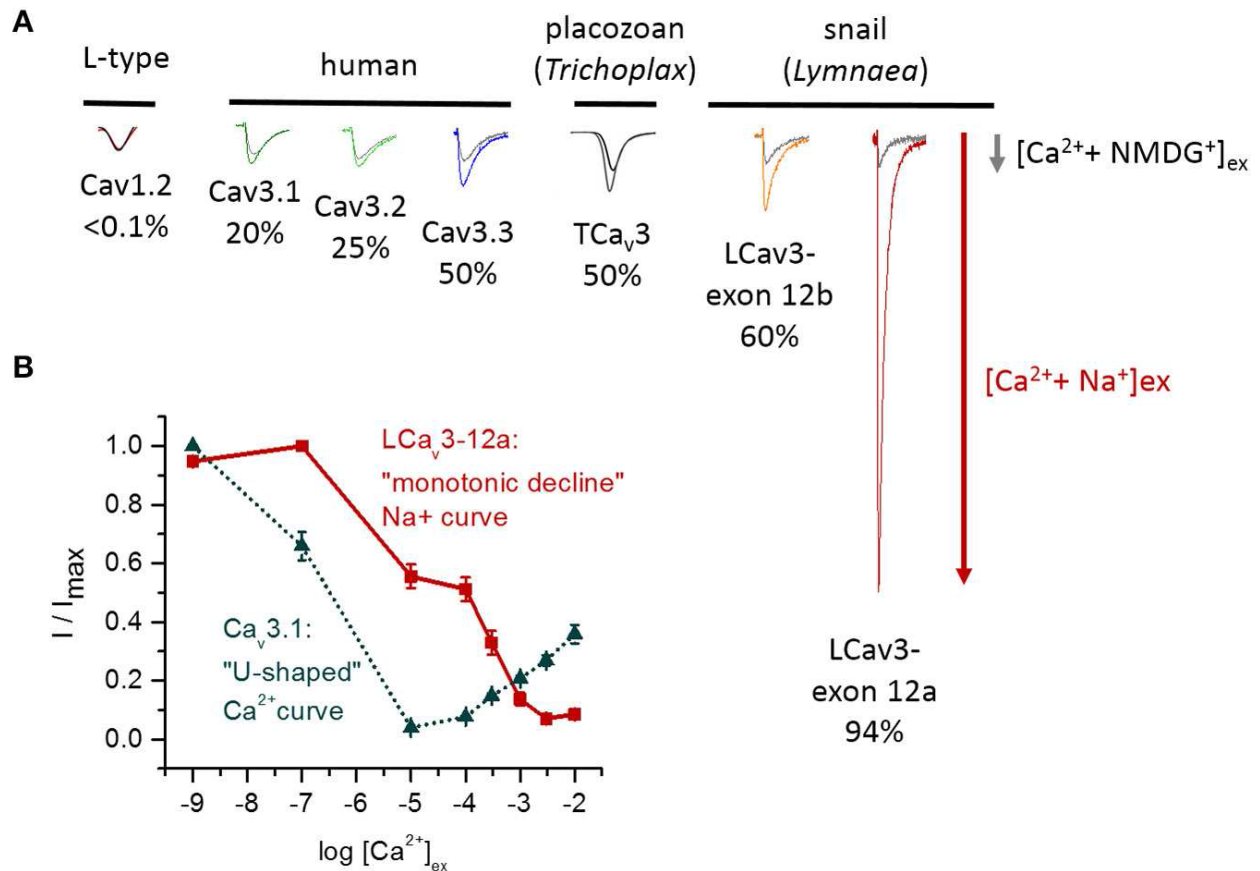 A
L-type
human
placozoan
(Trichoplax)
snail
(Lymnaea)
Cav1.2
<0.1%
Cav3.1
20%
Cav3.2
25%
Cav3.3
50%
TCaᵥ3
50%
LCav3-
exon 12b
60%
[Ca²⁺+ NMDG⁺]ex
[Ca²⁺+ Na⁺]ex
LCav3-
exon 12a
94%
B
LCaᵥ3-12a:
"monotonic decline"
Na+ curve
Caᵥ3.1:
"U-shaped"
Ca²⁺ curve
I / Imax
1.0
0.8
0.6
0.4
0.2
0.0
-9 -8 -7 -6 -5 -4 -3 -2
log [Ca²⁺]ex